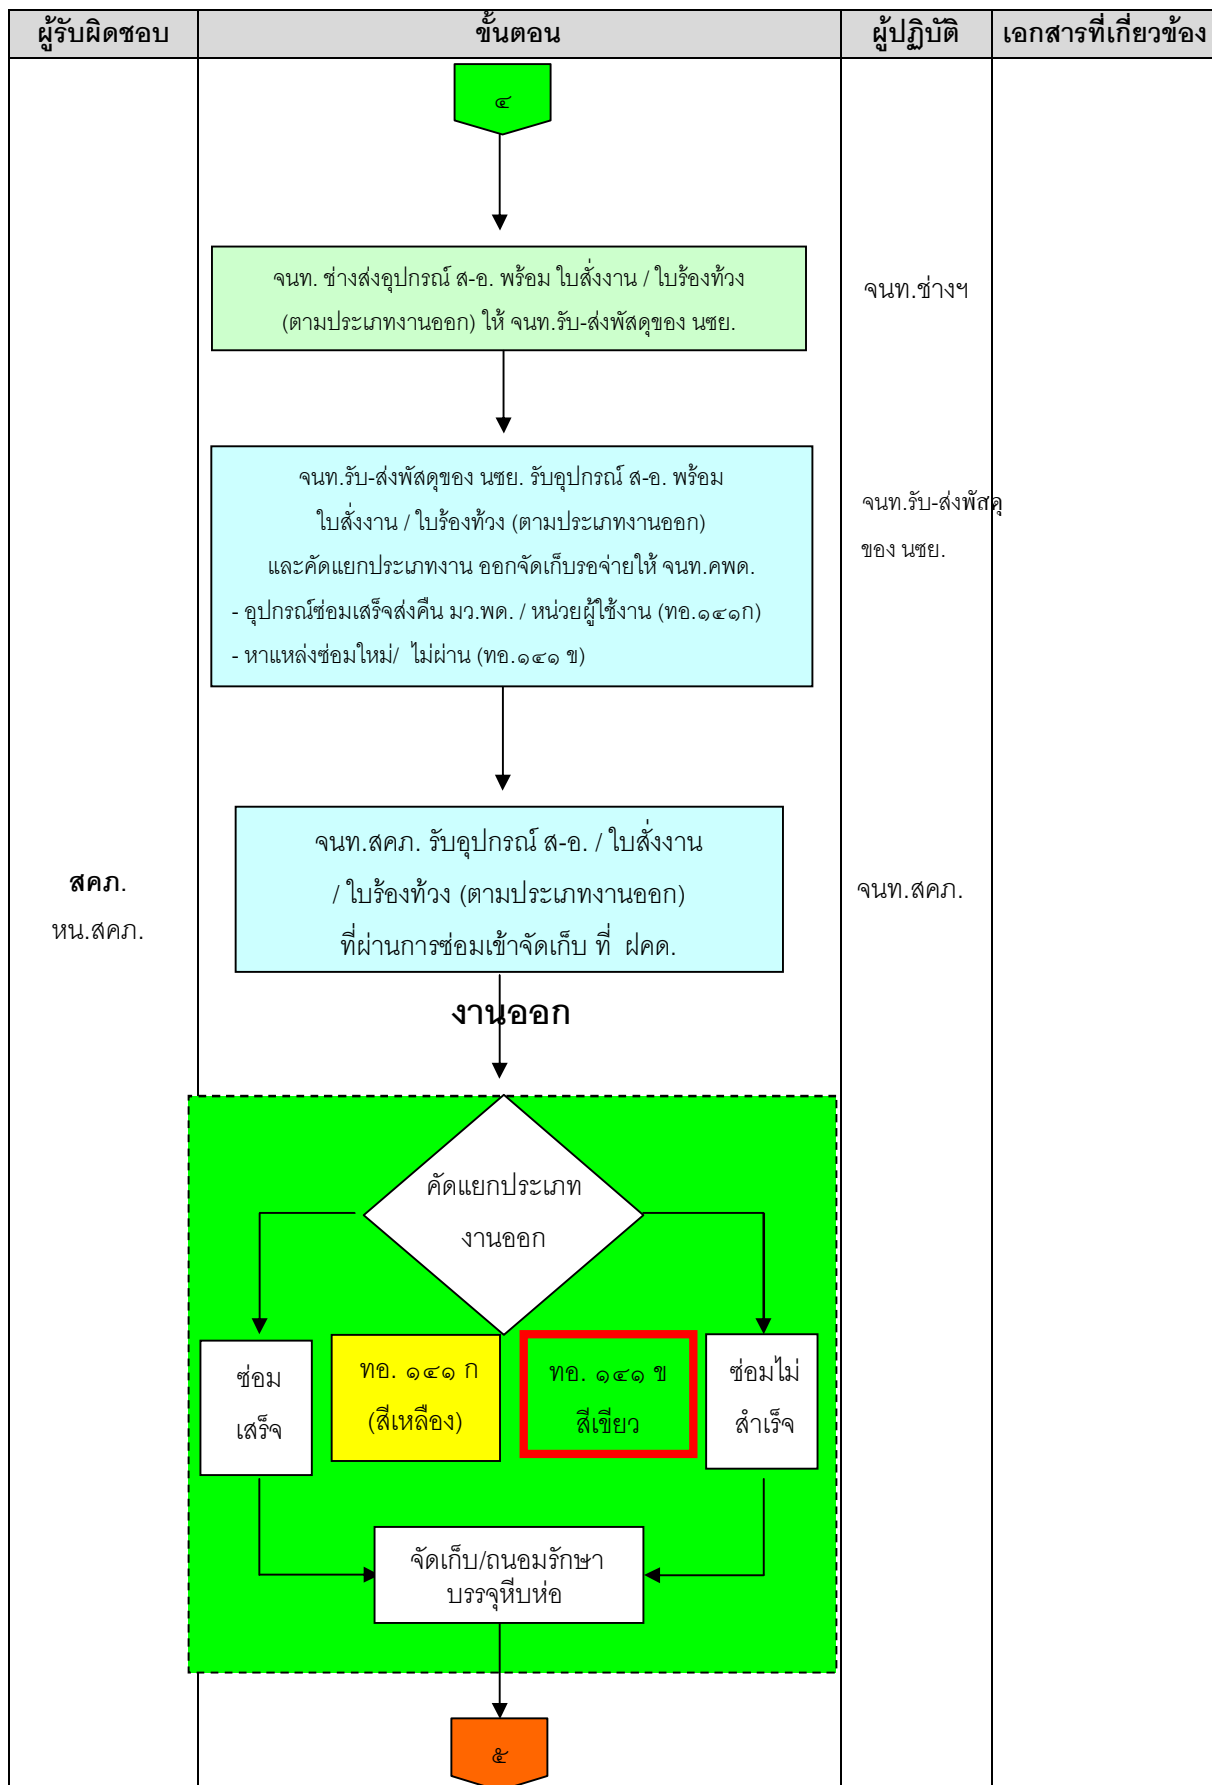 ผู้รับผิดชอบ ขั้นตอน ผู้ปฏิบัติ เอกสารที่เกี่ยวข้อง
๔
จนท. ช่างส่งอุปกรณ์ ส-อ. พร้อม ใบสั่งงาน / ใบร้องท้วง
(ตามประเภทงานออก) ให้ จนท.รับ-ส่งพัสดุของ นซย.
จนท.ช่างฯ
จนท.รับ-ส่งพัสดุของ นซย. รับอุปกรณ์ ส-อ. พร้อม
ใบสั่งงาน / ใบร้องท้วง (ตามประเภทงานออก)
และคัดแยกประเภทงาน ออกจัดเก็บรอจ่ายให้ จนท.คพด.
- อุปกรณ์ซ่อมเสร็จส่งคืน มว.พด. / หน่วยผู้ใช้งาน (ทอ.๑๔๑ก)
- หาแหล่งซ่อมใหม่/ ไม่ผ่าน (ทอ.๑๔๑ ข)
จนท.รับ-ส่งพัสดุ
ของ นซย.
สคภ.
หน.สคภ.
จนท.สคภ. รับอุปกรณ์ ส-อ. / ใบสั่งงาน
/ ใบร้องท้วง (ตามประเภทงานออก)
ที่ผ่านการซ่อมเข้าจัดเก็บ ที่ ฝคด.
จนท.สคภ.
งานออก
คัดแยกประเภท
งานออก
ซ่อม
เสร็จ
ทอ. ๑๔๑ ก
(สีเหลือง)
ทอ. ๑๔๑ ข
สีเขียว
ซ่อมไม่
สำเร็จ
จัดเก็บ/ถนอมรักษา
บรรจุหีบห่อ
๕